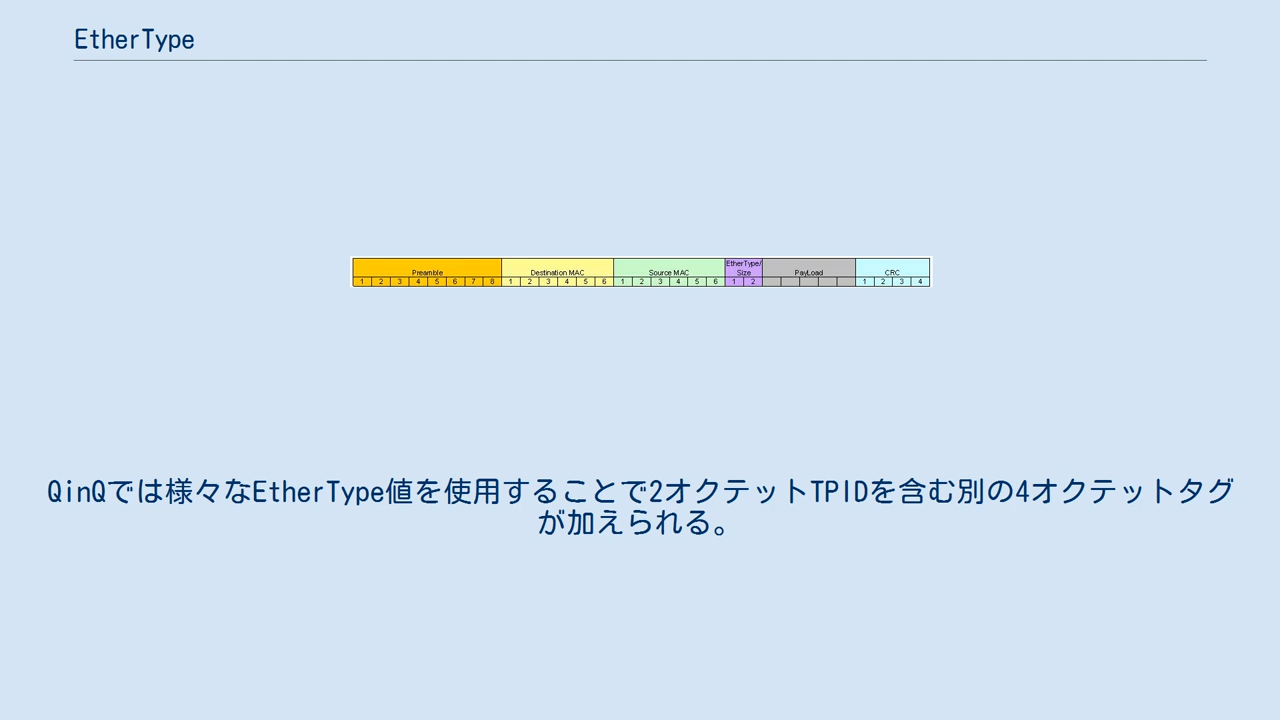 EtherType
Preamble Destination MAC Source MAC EtherType/ Size PayLoad CRC
1 2 3 4 5 6 7 8 1 2 3 4 5 6 1 2 3 4 5 6 1 2 1 2 3 4
QinQでは様々なEtherType値を使用することで2オクテットTPIDを含む別の4オクテットタグ
が加えられる。